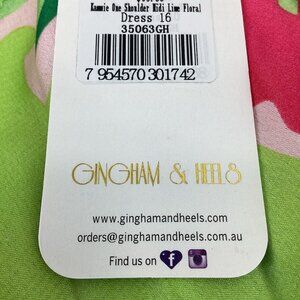 Kammie One Shoulder Midi Lime Floral
Dress 16
35063GH
7 954570 301742
GINGHAM & HEELS
www.ginghamandheels.com
orders@ginghamandheels.com.au
Find us on f